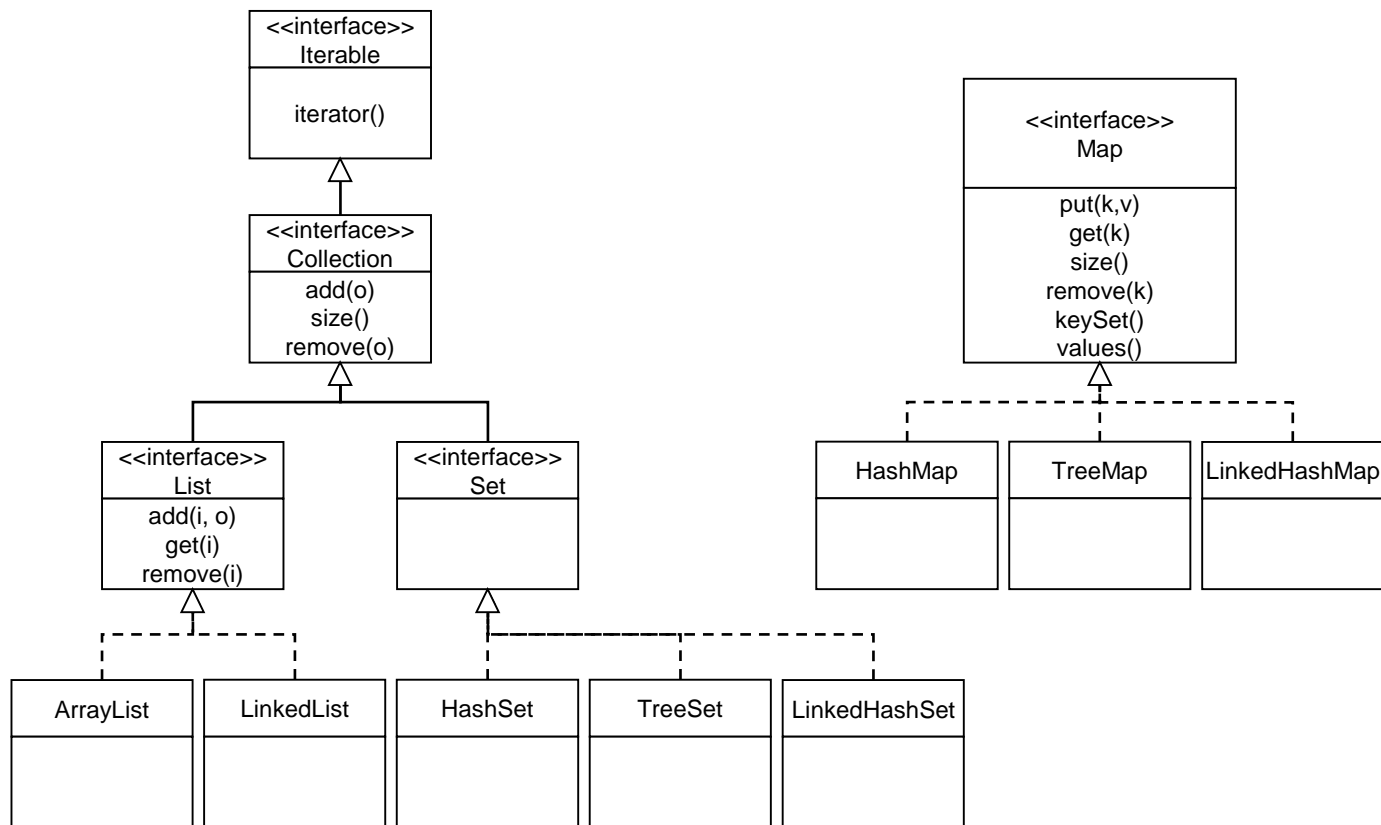 <<interface>>
Iterable
iterator()
<<interface>>
Map
put(k,v)
get(k)
size()
remove(k)
keySet()
values()
<<interface>>
Collection
add(o)
size()
remove(o)
<<interface>>
List
add(i, o)
get(i)
remove(i)
<<interface>>
Set
HashMap
TreeMap
LinkedHashMap
ArrayList
LinkedList
HashSet
TreeSet
LinkedHashSet